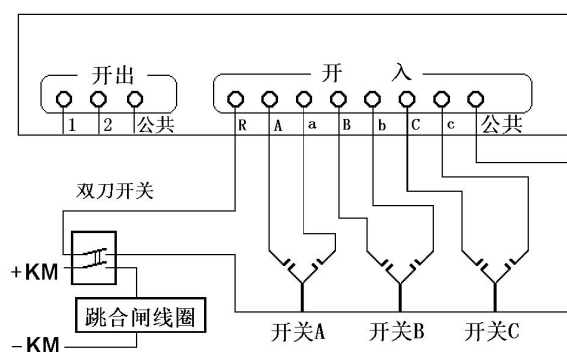 开出
开 入
1 2 公共
R A a B b C c 公共
双刀开关
+KM
跳合闸线圈
-KM
开关A 开关B 开关C